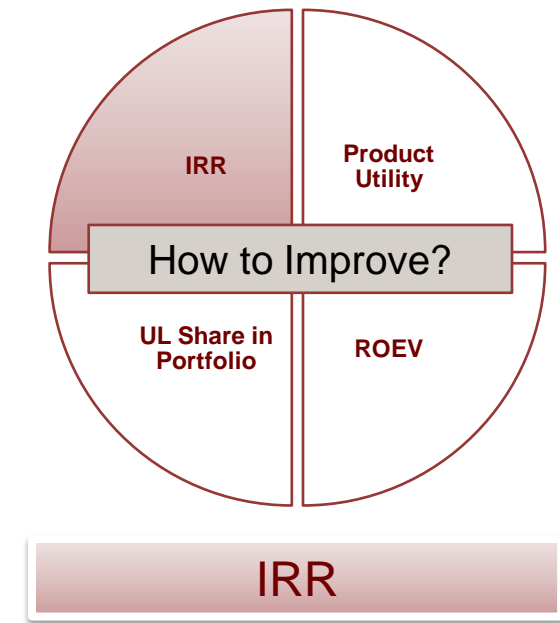 IRR
Product
Utility
How to Improve?
UL Share in
Portfolio
ROEV
IRR